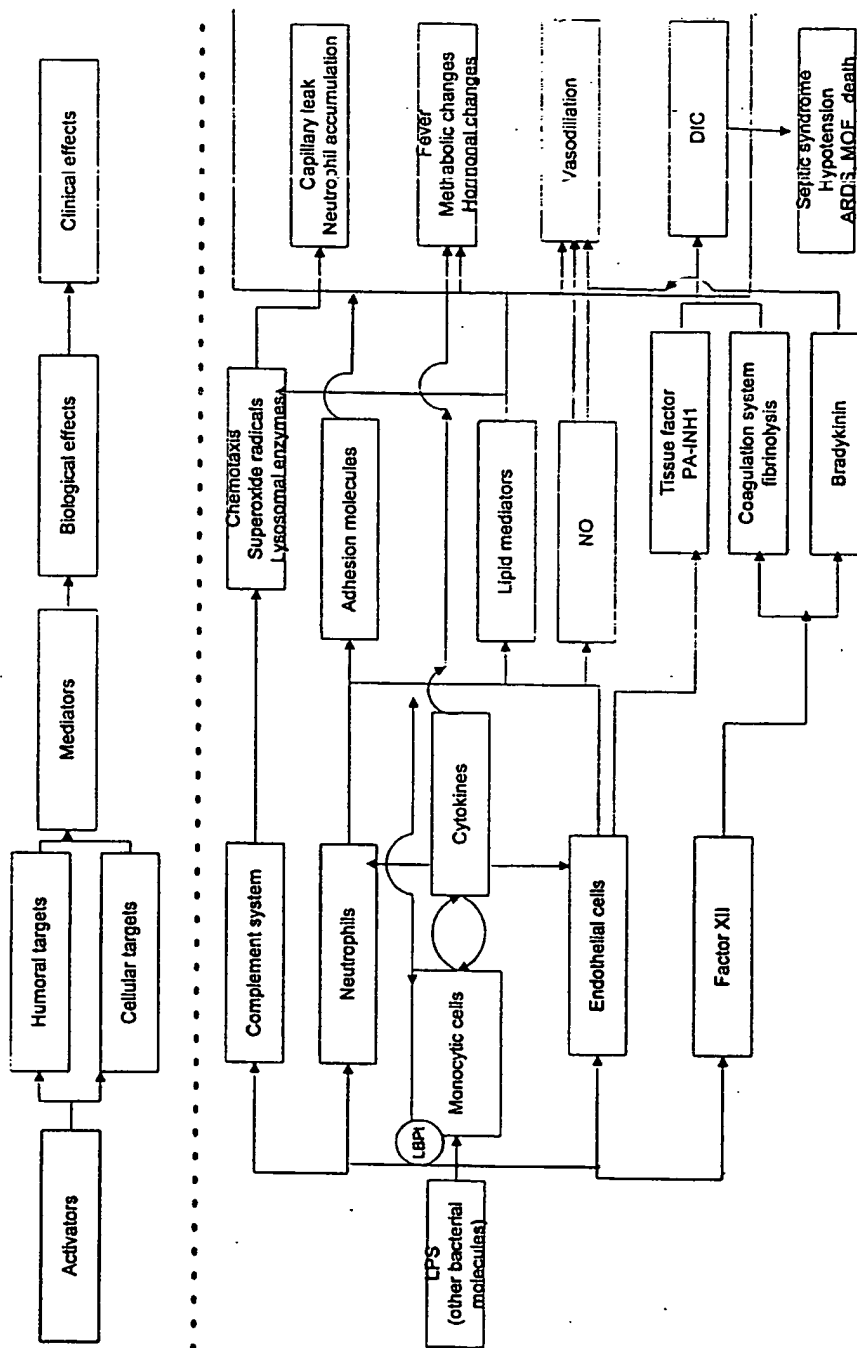 Activators
Humoral targets
Cellular targets
Mediators
Biological effects
Clinical effects
LPS
(other bacterial
molecules)
LBPt
Complement system
Neutrophils
Monocytic cells
Cytokines
Endothelial cells
Factor XII
Chemotaxis
Superoxide radicals
Lysosomal enzymes
Adhesion molecules
Lipid mediators
NO
Tissue factor
PA-INH1
Coagulation system
fibrinolysis
Bradykinin
Capillary leak
Neutrophil accumulation
Fever
Methabolic changes
Hormonal changes
Vasodiliation
DIC
Septic syndrome
Hypotension
ARDS, MOF, death